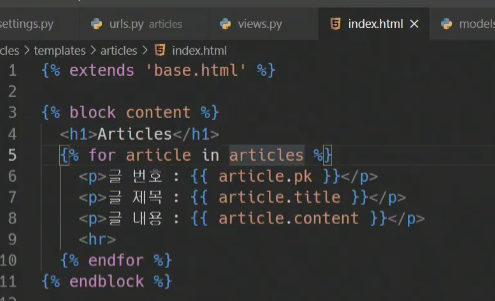 settings.py urls.py articles views.py index.html models
cles > templates > articles > index.html
1 {% extends 'base.html' %}
2
3 {% block content %}
4 <h1>Articles</h1>
5 {% for article in articles %}
6 <p>글 번호 : {{ article.pk }}</p>
7 <p>글 제목 : {{ article.title }}</p>
8 <p>글 내용 : {{ article.content }}</p>
9 <hr>
10 {% endfor %}
11 {% endblock %}